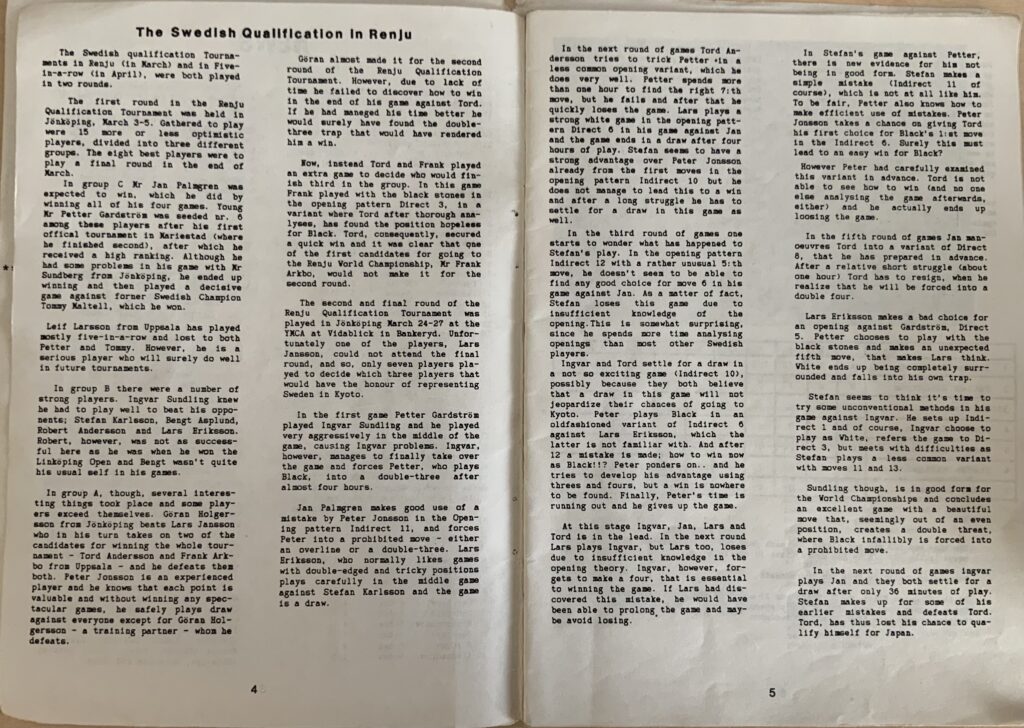 The Swedish Qualification in Renju
The Swedish qualification Tourna-
ments in Renju (in March) and in Five-
in-a-row (in April), were both played
in two rounds.
The first round in the Renju
Qualification Tournament was held in
Jönköping, March 3-5. Gathered to play
were 15 more or less optimistic
players, divided into three different
groups. The eight best players were to
play a final round in the end of
March.
In group C Mr Jan Palmgren was
expected to win, which he did by
winning all of his four games. Young
Mr Petter Gardström was seeded nr. 6
among these players after his first
offical tournament in Mariestad (where
he finished second), after which he
received a high ranking. Although he
had some problems in his game with Mr
Sundberg from Jönköping, he ended up
winning and then played a decisive
game against former Swedish Champion
Tommy Maltell, which he won.
Leif Larsson from Uppsala has played
mostly five-in-a-row and lost to both
Petter and Tommy. However, he is a
serious player who will surely do well
in future tournaments.
In group B there were a number of
strong players. Ingvar Sundling knew
he had to play well to beat his oppo-
nents; Stefan Karlsson, Bengt Asplund,
Robert Andersson and Lars Eriksson.
Robert, however, was not as success-
ful here as he was when he won the
Linköping Open and Bengt wasn't quite
his usual self in his games.
In group A, though, several interes-
ting things took place and some play-
ers exceed themselves. Göran Holger-
sson from Jönköping beats Lars Jansson
who in his turn takes on two of the
candidates for winning the whole tour-
nament - Tord Andersson and Frank Ark-
bo from Uppsala - and he defeats them
both. Peter Jonsson is an experienced
player and he knows that each point is
valuable and without winning any spec-
tacular games, he safely plays draw
against everyone except for Göran Hol-
gersson - a training partner - whom he
defeats.
Göran almost made it for the second
round of the Renju Qualification
Tournament. However, due to lack of
time he failed to discover how to win
in the end of his game against Tord.
If he had maneged his time better he
would surely have found the double-
three trap that would have rendered
him a win.
Now, instead Tord and Frank played
an extra game to decide who would fin-
ish third in the group. In this game
Frank played with the black stones in
the opening pattern Direct 3, in a
variant where Tord after thorough ana-
lyses, has found the position hopeless
for Black. Tord, consequently, secured
a quick win and it was clear that one
of the first candidates for going to
the Renju World Championship, Mr Frank
Arkbo, would not make it for the
second round.
The second and final round of the
Renju Qualification Tournament was
played in Jönköping March 24-27 at the
YMCA at Vidablick in Bankeryd. Unfor-
tunately one of the players, Lars
Jansson, could not attend the final
round, and so, only seven players pla-
yed to decide which three players that
would have the honour of representing
Sweden in Kyoto.
In the first game Petter Gardström
played Ingvar Sundling and he played
very aggressively in the middle of the
game, causing Ingvar problems. Ingvar,
however, manages to finally take over
the game and forces Petter, who plays
Black, into a double-three after
almost four hours.
Jan Palmgren makes good use of a
mistake by Peter Jonsson in the Open-
ing pattern Indirect 11, and forces
Peter into a prohibited move - either
an overline or a double-three. Lars
Eriksson, who normally likes games
with double-edged and tricky positions
plays carefully in the middle game
against Stefan Karlsson and the game
is a draw.
4
In the next round of games Tord An-
dersson tries to trick Petter in a
less common opening variant, which he
does very well. Petter spends more
than one hour to find the right 7:th
move, but he fails and after that he
quickly loses the game. Lars plays a
strong white game in the opening patt-
ern Direct 6 in his game against Jan
and the game ends in a draw after four
hours of play. Stefan seems to have a
strong advantage over Peter Jonsson
already from the first moves in the
opening pattern Indirect 10 but he
does not manage to lead this to a win
and after a long struggle he has to
settle for a draw in this game as
well.
In the third round of games one
starts to wonder what has happened to
Stefan's play. In the opening pattern
Indirect 12 with a rather unusual 5:th
move, he doesn't seem to be able to
find any good choice for move 6 in his
game against Jan. As a matter of fact,
Stefan loses this game due to
insufficient knowledge of the
opening.This is somewhat surprising,
since he spends more time analysing
openings than most other Swedish
players.
Ingvar and Tord settle for a draw in
a not so exciting game (Indirect 10),
possibly because they both believe
that a draw in this game will not
jeopardize their chances of going to
Kyoto. Peter plays Black in an
oldfashioned variant of Indirect 6
against Lars Eriksson, which the
latter is not familiar with. And after
12 a mistake is made; how to win now
as Black!!? Peter ponders on.. and he
tries to develop his advantage using
threes and fours, but a win is nowhere
to be found. Finally, Peter's time is
running out and he gives up the game.
At this stage Ingvar, Jan, Lars and
Tord is in the lead. In the next round
Lars plays Ingvar, but Lars too, loses
due to insufficient knowledge in the
opening theory. Ingvar, however, for-
gets to make a four, that is essential
to winning the game. If Lars had dis-
covered this mistake, he would have
been able to prolong the game and may-
be avoid losing.
In Stefan's game against Petter,
there is new evidence for him not
being in good form. Stefan makes a
simple mistake (Indirect 11 of
course), which is not at all like him.
To be fair, Petter also knows how to
make efficient use of mistakes. Peter
Jonsson takes a chance on giving Tord
his first choice for Black's 1:st move
in the Indirect 6. Surely this must
lead to an easy win for Black?
However Peter had carefully examined
this variant in advance. Tord is not
able to see how to win (and no one
else analysing the game afterwards,
either) and he actually ends up
loosing the game.
In the fifth round of games Jan man-
oeuvres Tord into a variant of Direct
8, that he has prepared in advance.
After a relative short struggle (about
one hour) Tord has to resign, when he
realize that he will be forced into a
double four.
Lars Eriksson makes a bad choice for
an opening against Gardström, Direct
5. Petter chooses to play with the
black stones and makes an unexpected
fifth move, that makes Lars think.
White ends up being completely surr-
ounded and falls into his own trap.
Stefan seems to think it's time to
try some unconventional methods in his
game against Ingvar. He sets up Indi-
rect 1 and of course, Ingvar choose to
play as White, refers the game to Di-
rect 3, but meets with difficulties as
Stefan plays a less common variant
with moves 11 and 13.
Sundling though, is in good form for
the World Championships and concludes
an excellent game with a beautiful
move that, seemingly out of an even
position, creates a double threat,
where Black infallibly is forced into
a prohibited move.
In the next round of games ingvar
plays Jan and they both settle for a
draw after only 36 minutes of play.
Stefan makes up for some of his
earlier mistakes and defeats Tord.
Tord, has thus lost his chance to qua-
lify himself for Japan.
5